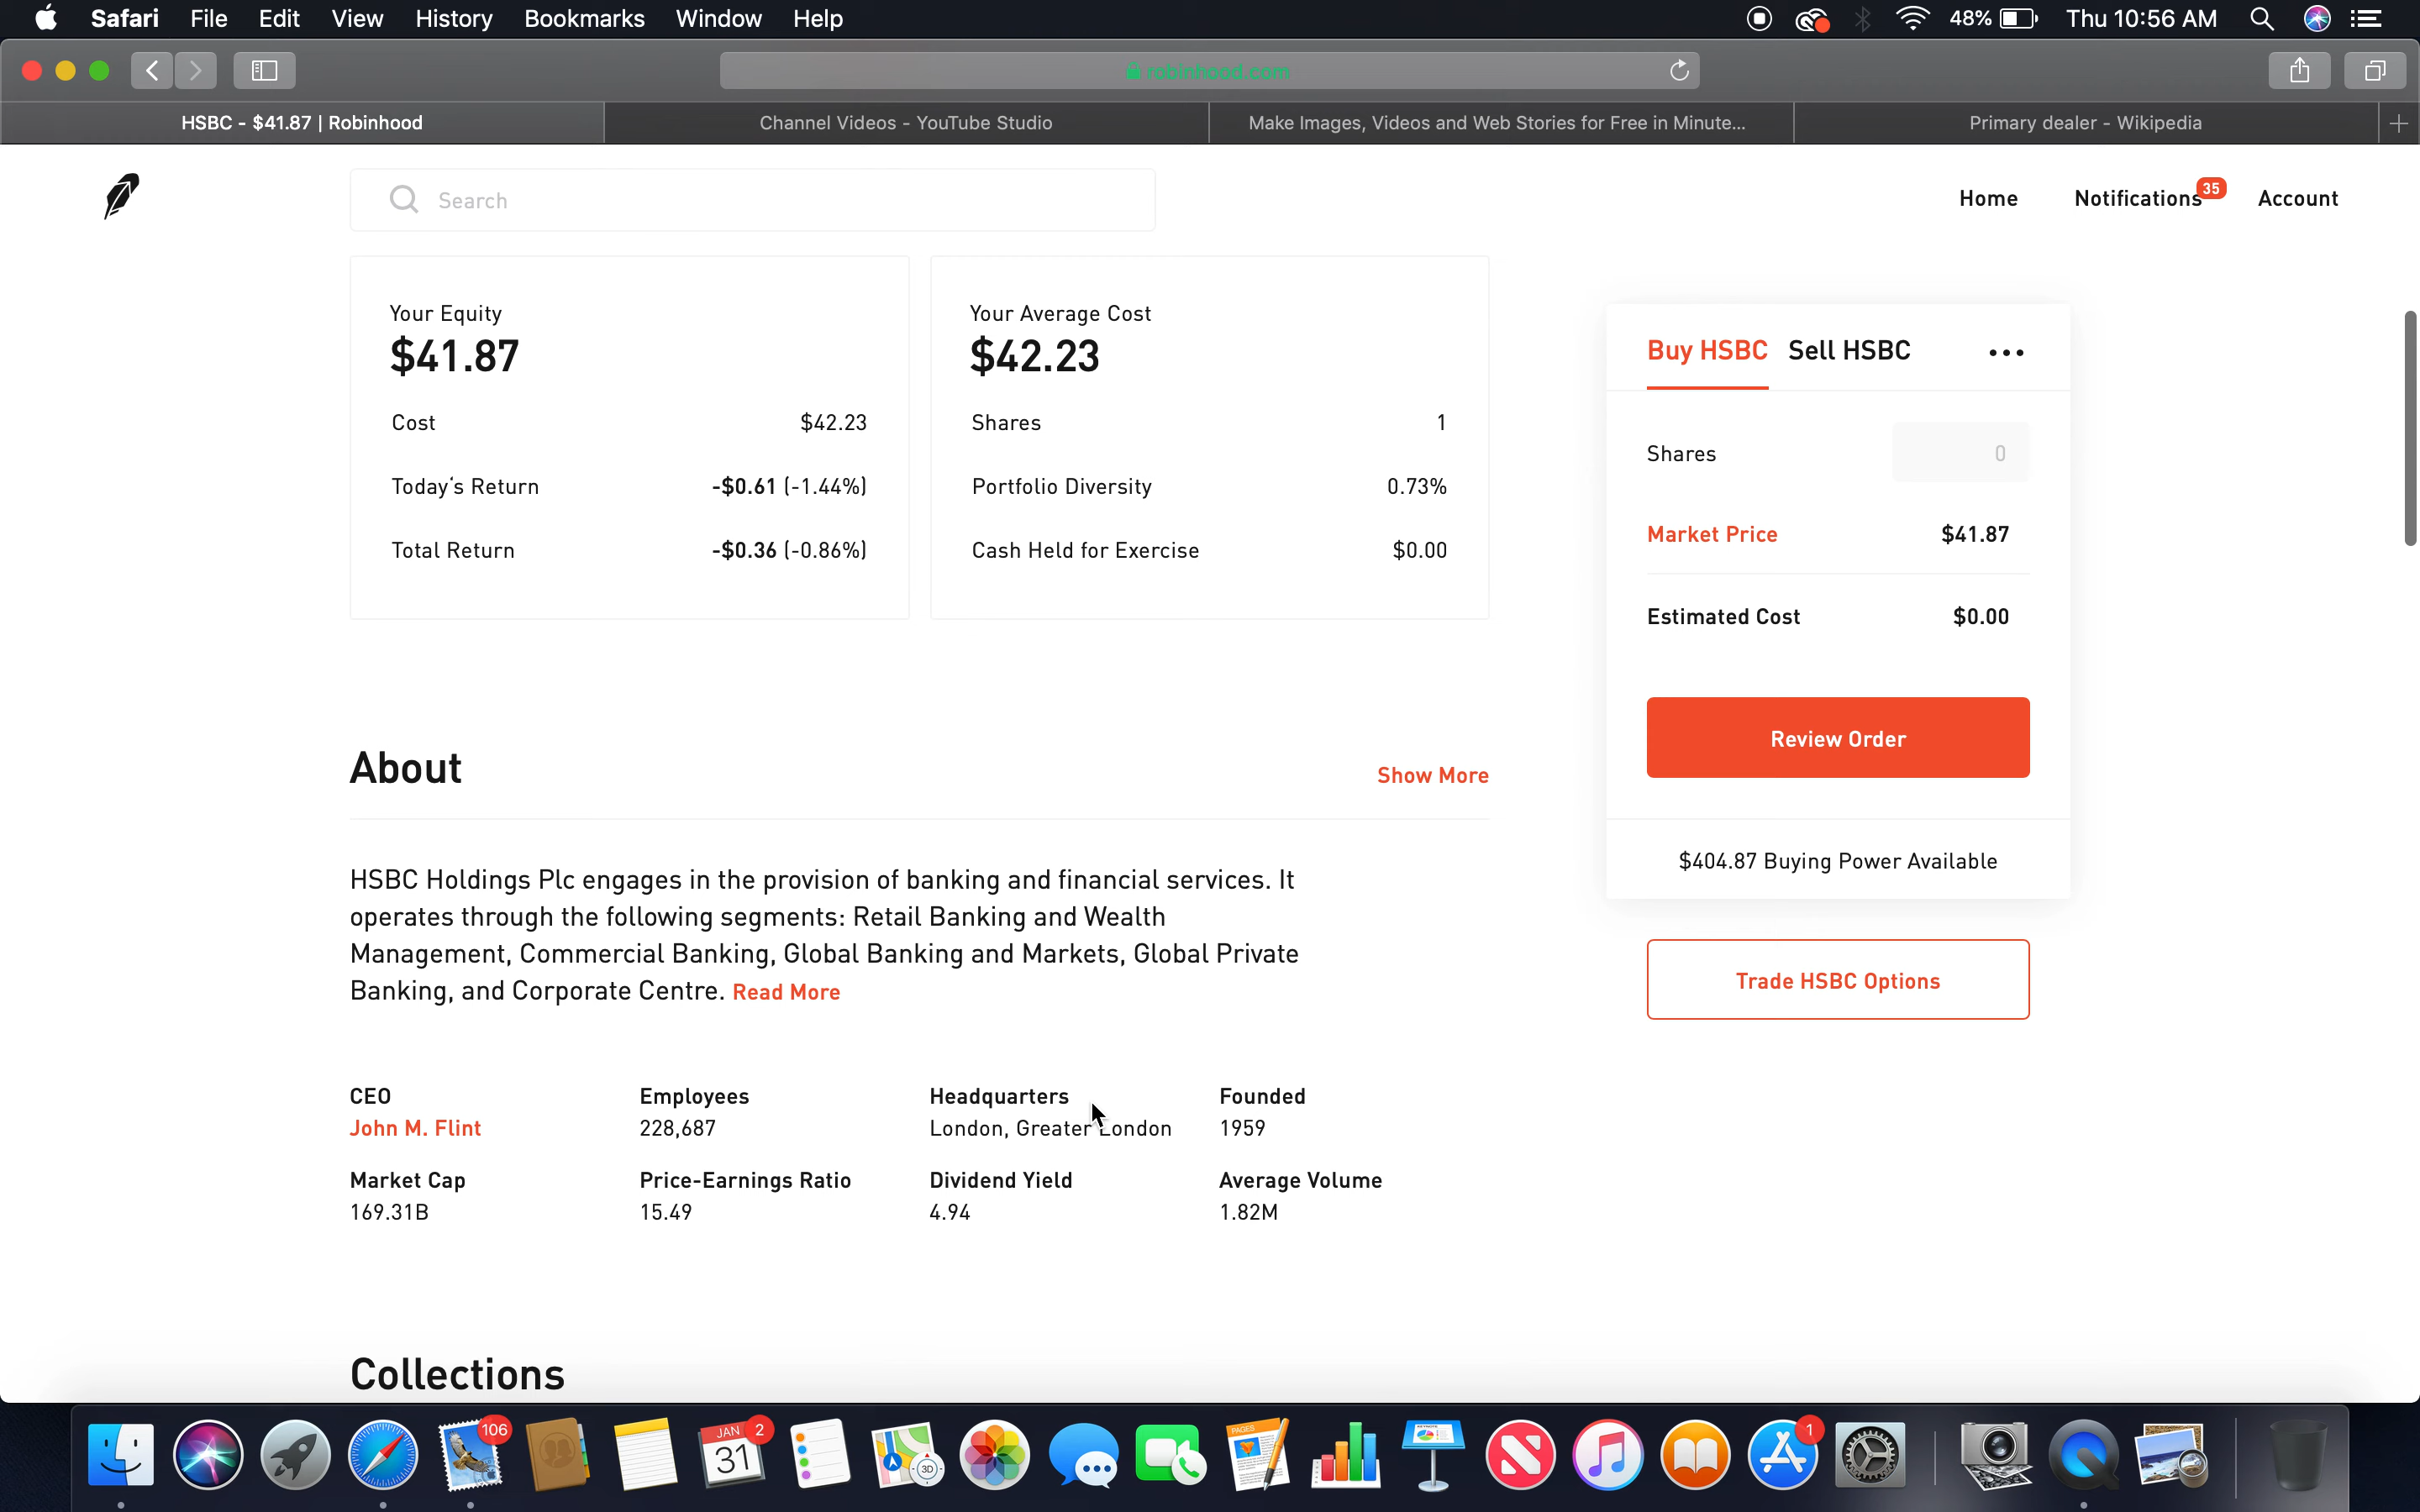 Safari File Edit View History Bookmarks Window Help 48% Thu 10:56 AM
robinhood.com
HSBC - $41.87 | Robinhood Channel Videos - YouTube Studio Make Images, Videos and Web Stories for Free in Minute... Primary dealer - Wikipedia
Search Home Notifications 35 Account
Your Equity
$41.87
Cost $42.23
Today's Return -$0.61 (-1.44%)
Total Return -$0.36 (-0.86%)
Your Average Cost
$42.23
Shares 1
Portfolio Diversity 0.73%
Cash Held for Exercise $0.00
Buy HSBC Sell HSBC
Shares 0
Market Price $41.87
Estimated Cost $0.00
Review Order
$404.87 Buying Power Available
Trade HSBC Options
About Show More
HSBC Holdings Plc engages in the provision of banking and financial services. It
operates through the following segments: Retail Banking and Wealth
Management, Commercial Banking, Global Banking and Markets, Global Private
Banking, and Corporate Centre. Read More
CEO Employees Headquarters Founded
John M. Flint 228,687 London, Greater London 1959
Market Cap Price-Earnings Ratio Dividend Yield Average Volume
169.31B 15.49 4.94 1.82M
Collections
106 JAN 31 2 3D PAGES 1